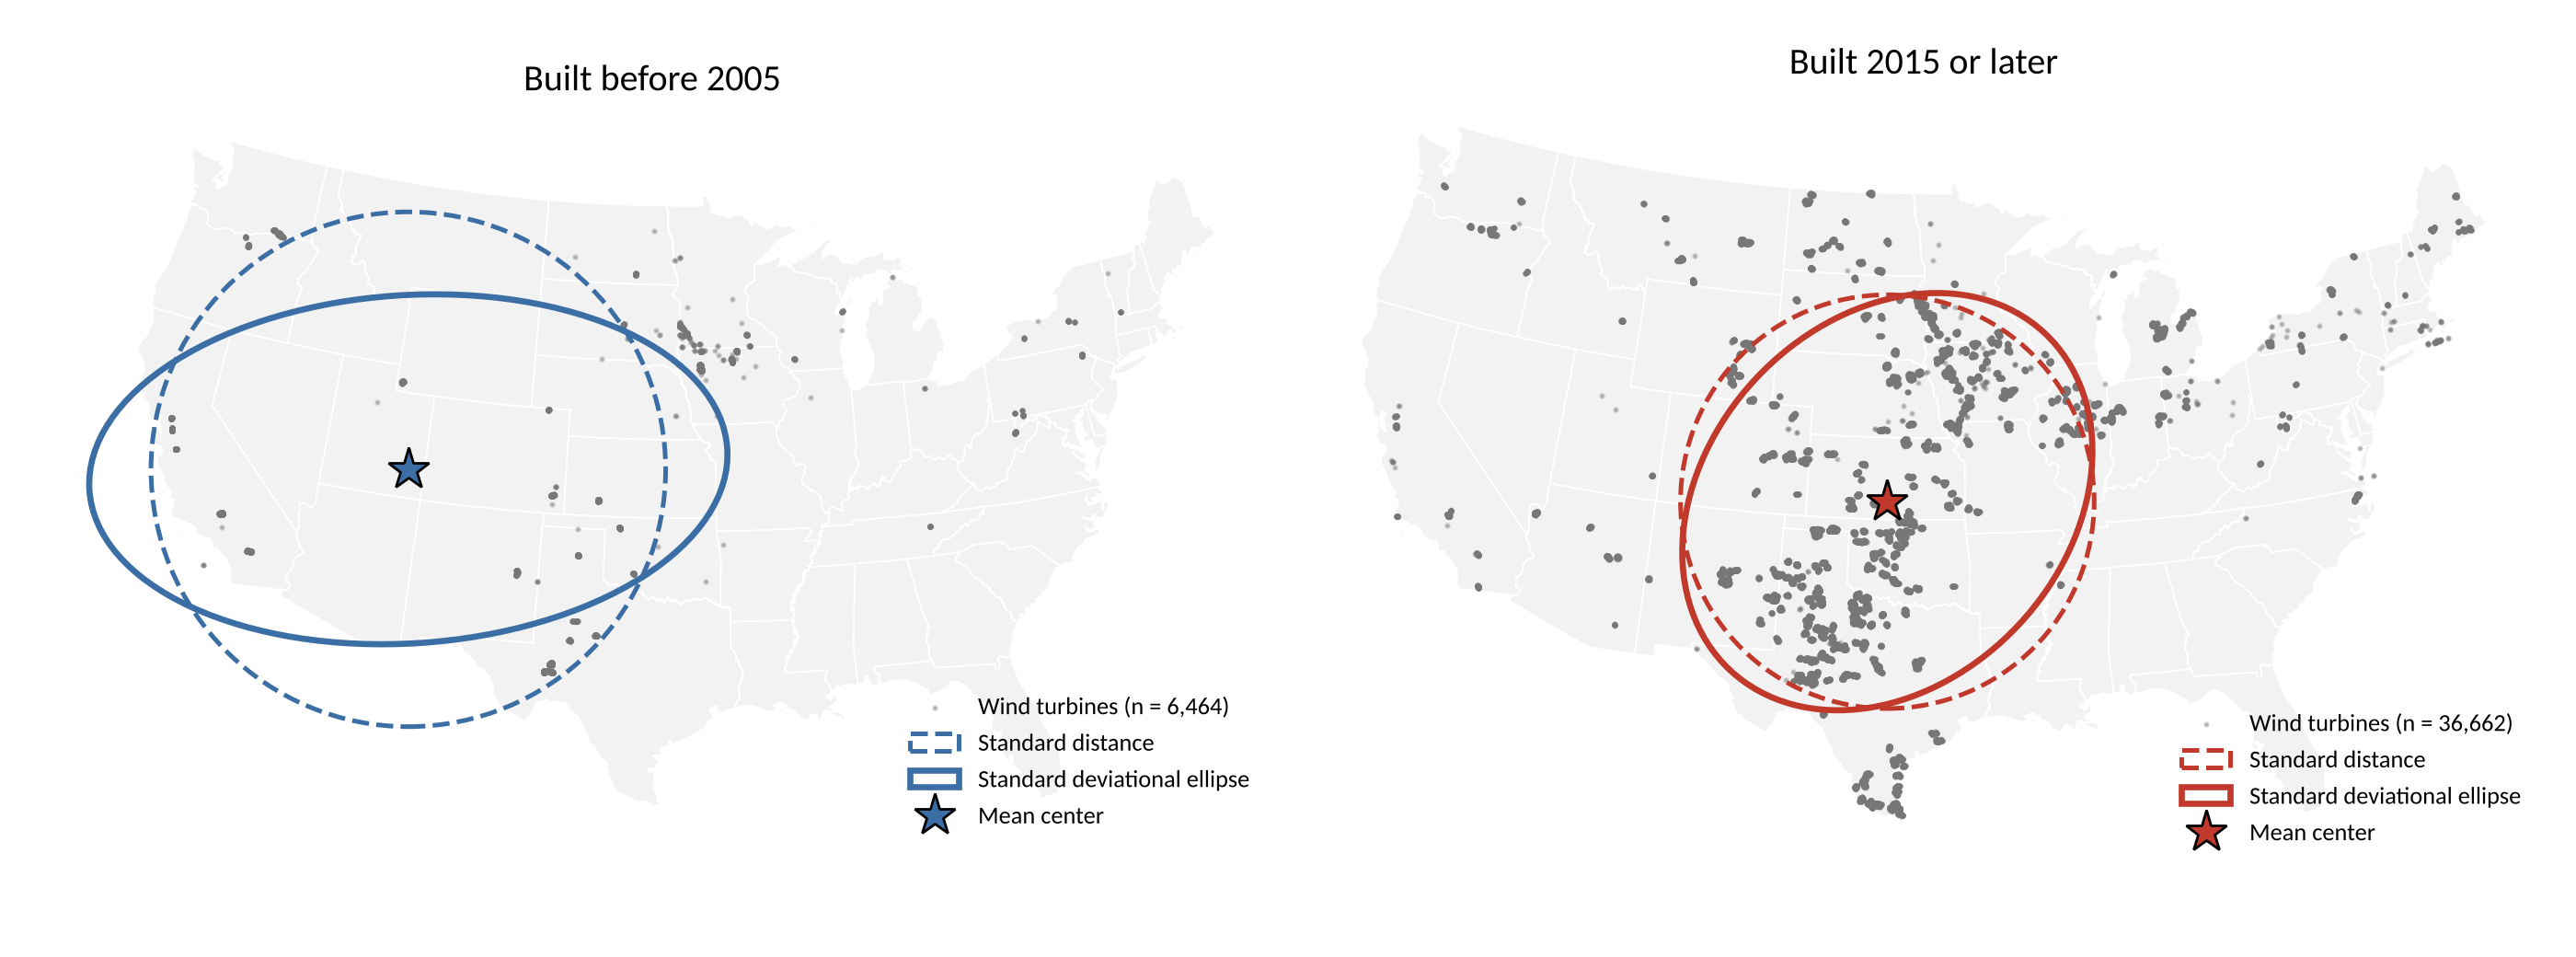 Built before 2005
Wind turbines (n = 6,464)
Standard distance
Standard deviational ellipse
Mean center
Built 2015 or later
Wind turbines (n = 36,662)
Standard distance
Standard deviational ellipse
Mean center